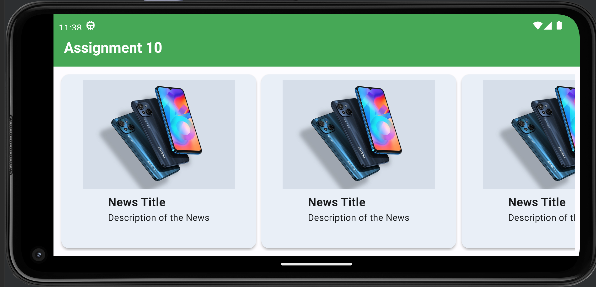 11:38
Assignment 10
News Title
Description of the News
News Title
Description of the News
News Title
Description of t